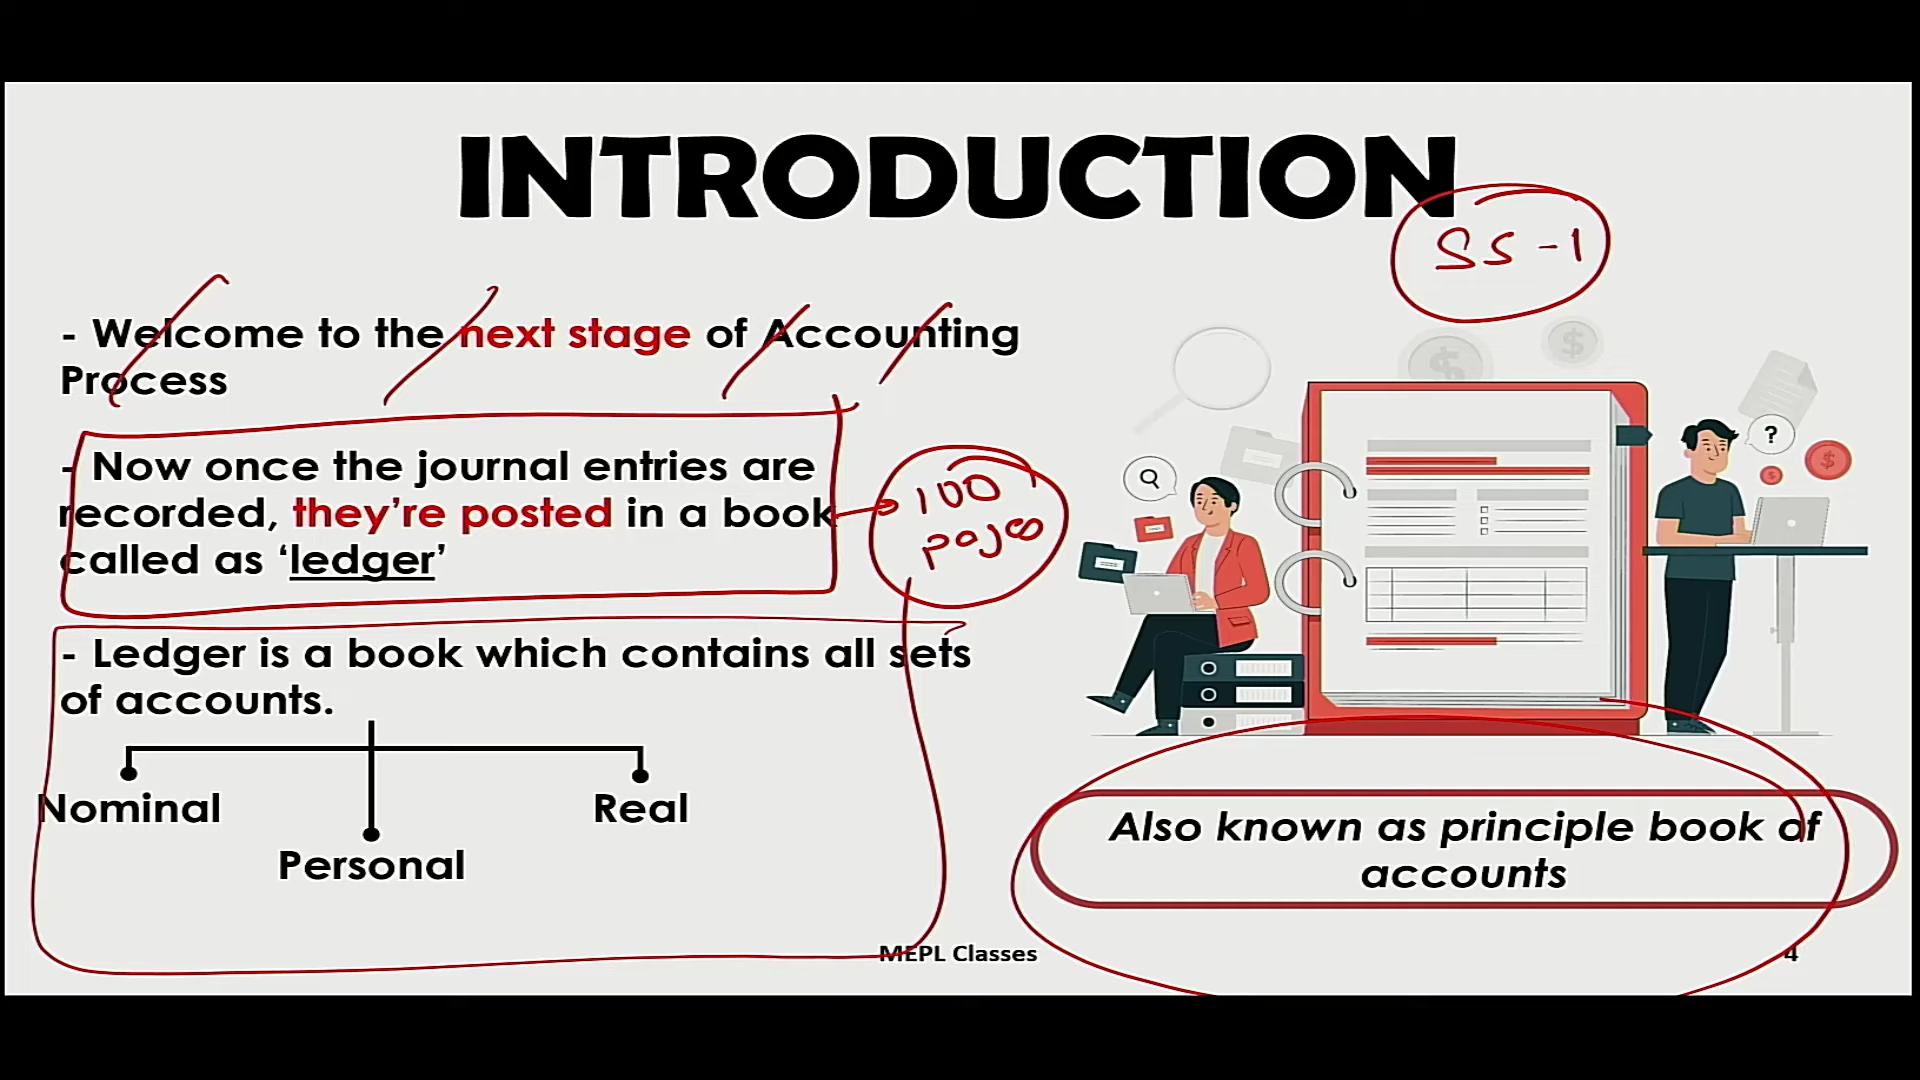 INTRODUCTION
SS-1
- Welcome to the next stage of Accounting
Process
- Now once the journal entries are
recorded, they're posted in a book
called as 'ledger'
100
pages
- Ledger is a book which contains all sets
of accounts.
Nominal
Real
Personal
Also known as principle book of
accounts
MEPL Classes
4